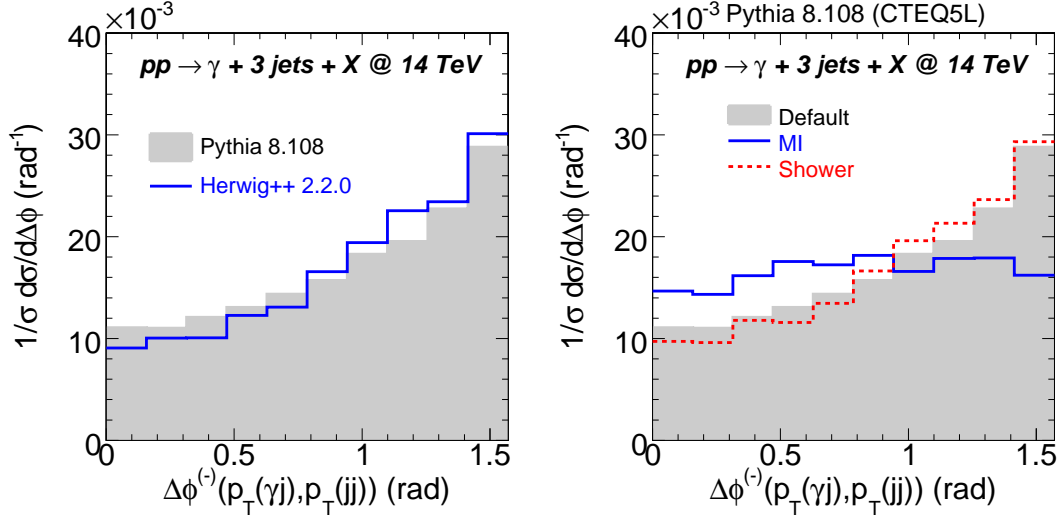 ×10⁻³
40
30
20
10
0
1/σ dσ/dΔϕ (rad⁻¹)
pp → γ + 3 jets + X @ 14 TeV
Pythia 8.108
Herwig++ 2.2.0
0 0.5 1 1.5
Δϕ⁽⁻⁾(p_T(γj),p_T(jj)) (rad)
×10⁻³ Pythia 8.108 (CTEQ5L)
40
30
20
10
0
1/σ dσ/dΔϕ (rad⁻¹)
pp → γ + 3 jets + X @ 14 TeV
Default
MI
Shower
0 0.5 1 1.5
Δϕ⁽⁻⁾(p_T(γj),p_T(jj)) (rad)